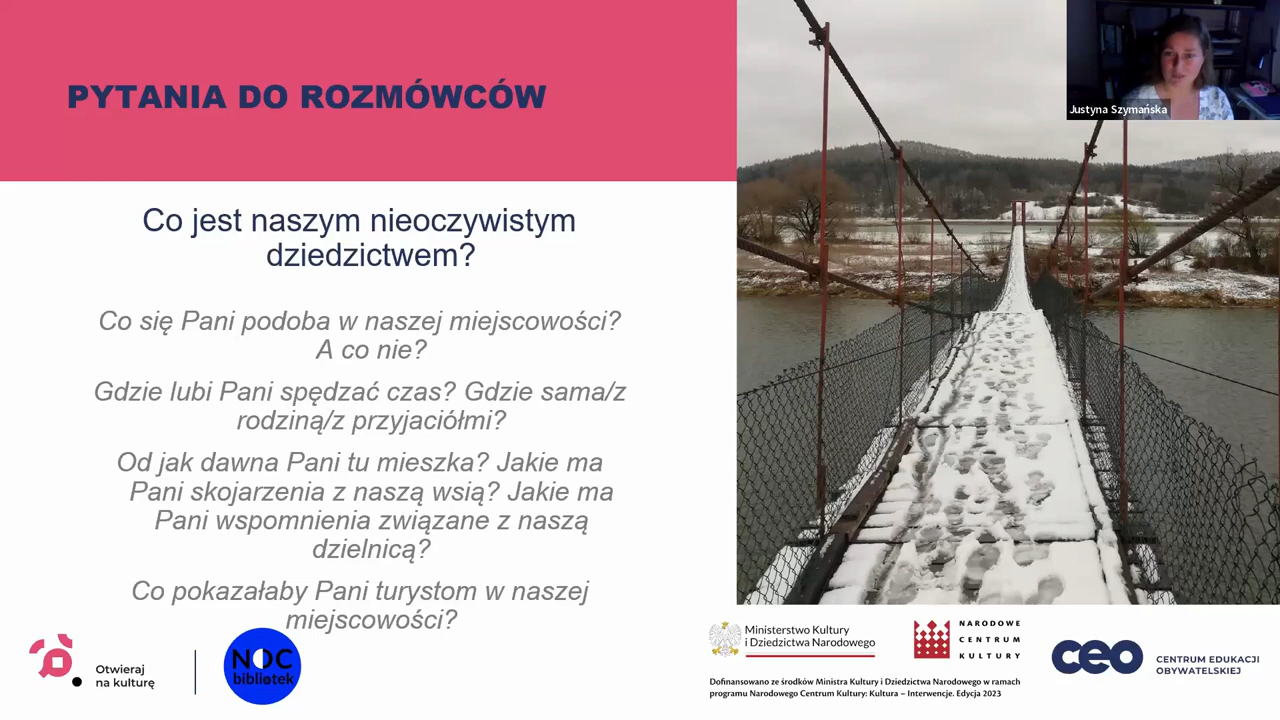 PYTANIA DO ROZMÓWCÓW
Justyna Szymańska
Co jest naszym nieoczywistym
dziedzictwem?
Co się Pani podoba w naszej miejscowości?
A co nie?
Gdzie lubi Pani spędzać czas? Gdzie sama/z
rodziną/z przyjaciółmi?
Od jak dawna Pani tu mieszka? Jakie ma
Pani skojarzenia z naszą wsią? Jakie ma
Pani wspomnienia związane z naszą
dzielnicą?
Co pokazałaby Pani turystom w naszej
miejscowości?
Otwieraj
na kulturę
NOC
bibliotek
Ministerstwo Kultury
i Dziedzictwa Narodowego
NARODOWE
CENTRUM
KULTURY
Dofinansowano ze środków Ministra Kultury i Dziedzictwa Narodowego w ramach
programu Narodowego Centrum Kultury: Kultura – Interwencje. Edycja 2023
ceo
CENTRUM EDUKACJI
OBYWATELSKIEJ